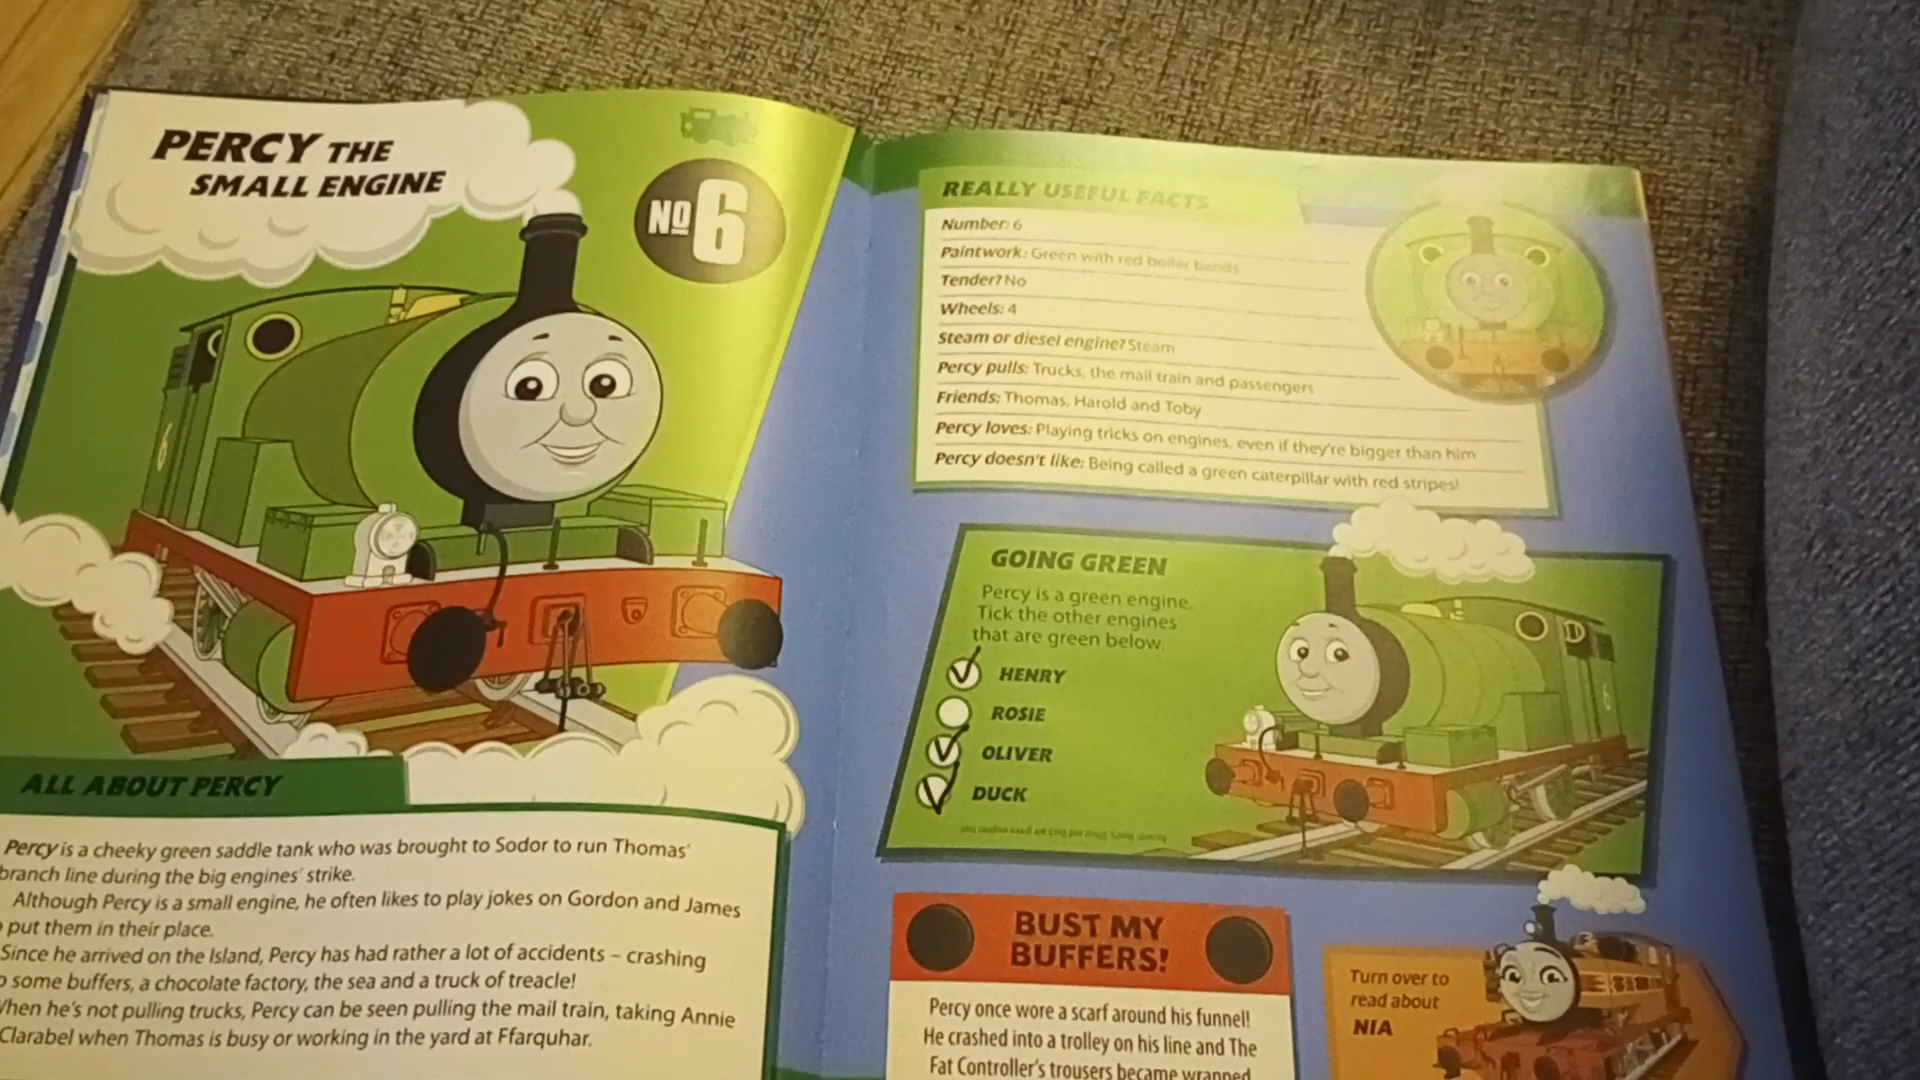 PERCY THE
SMALL ENGINE
No 6
ALL ABOUT PERCY
Percy is a cheeky green saddle tank who was brought to Sodor to run Thomas'
branch line during the big engines' strike.
Although Percy is a small engine, he often likes to play jokes on Gordon and James
put them in their place.
Since he arrived on the Island, Percy has had rather a lot of accidents – crashing
some buffers, a chocolate factory, the sea and a truck of treacle!
When he's not pulling trucks, Percy can be seen pulling the mail train, taking Annie
Clarabel when Thomas is busy or working in the yard at Ffarquhar.
REALLY USEFUL FACTS
Number: 6
Paintwork: Green with red boiler bands
Tender? No
Wheels: 4
Steam or diesel engine? Steam
Percy pulls: Trucks, the mail train and passengers
Friends: Thomas, Harold and Toby
Percy loves: Playing tricks on engines, even if they're bigger than him
Percy doesn't like: Being called a green caterpillar with red stripes!
GOING GREEN
Percy is a green engine.
Tick the other engines
that are green below.
HENRY
ROSIE
OLIVER
DUCK
BUST MY
BUFFERS!
Percy once wore a scarf around his funnel!
He crashed into a trolley on his line and The
Fat Controller's trousers became wrapped
Turn over to
read about
NIA
6